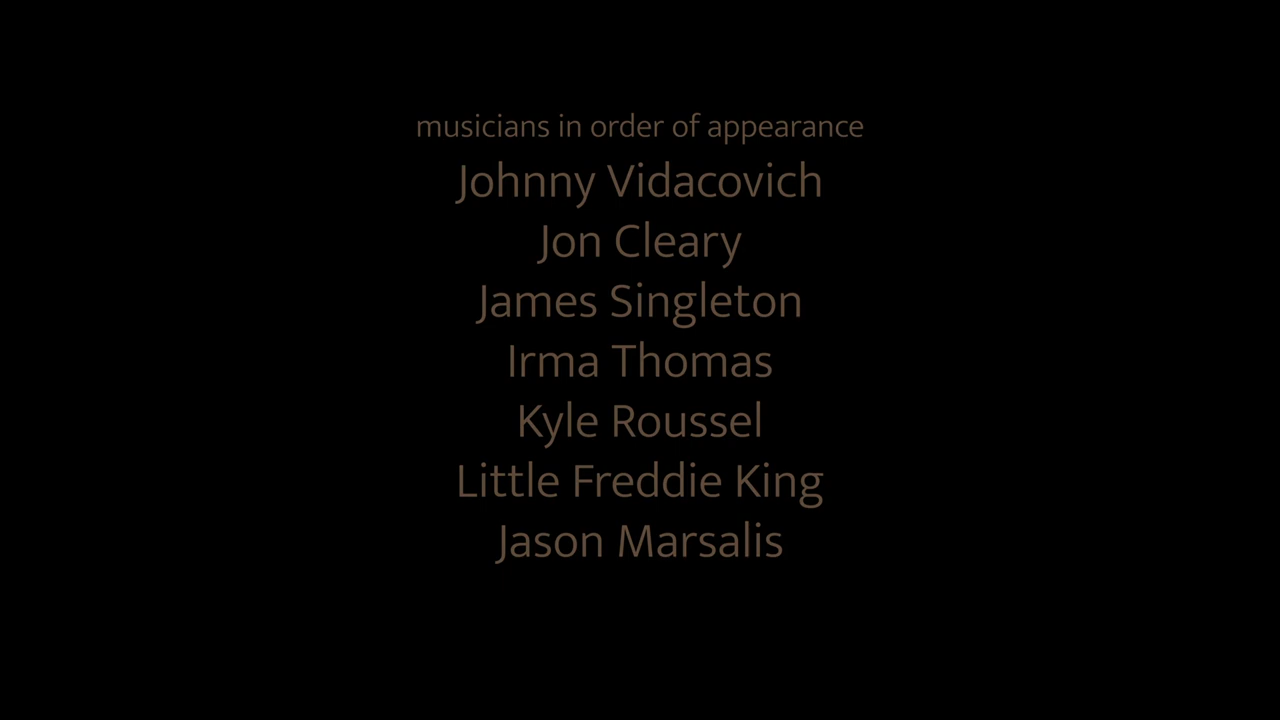 musicians in order of appearance
Johnny Vidacovich
Jon Cleary
James Singleton
Irma Thomas
Kyle Roussel
Little Freddie King
Jason Marsalis